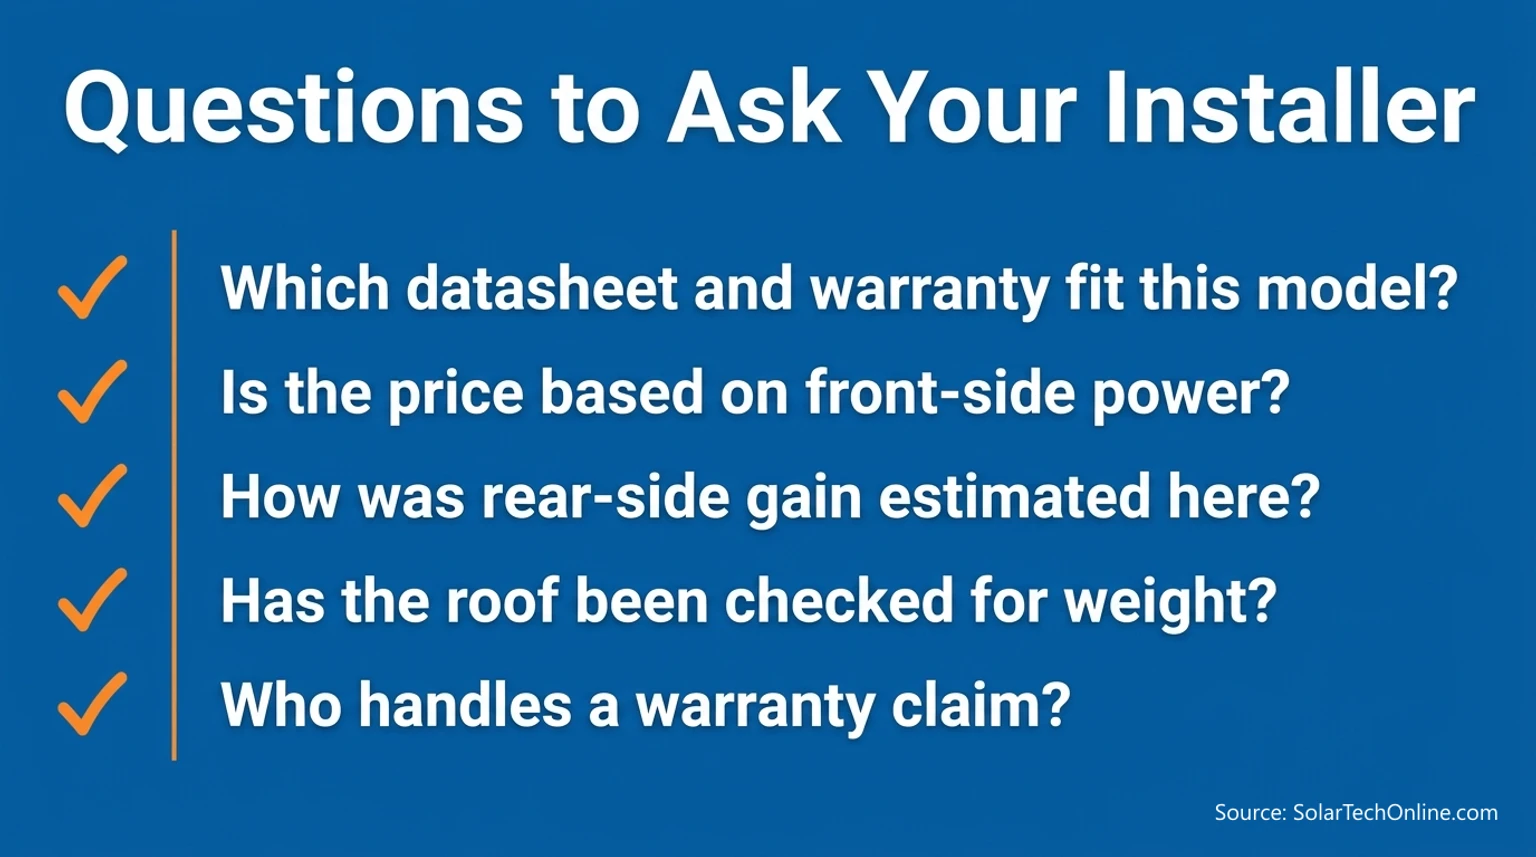 Questions to Ask Your Installer
Which datasheet and warranty fit this model?
Is the price based on front-side power?
How was rear-side gain estimated here?
Has the roof been checked for weight?
Who handles a warranty claim?
Source: SolarTechOnline.com